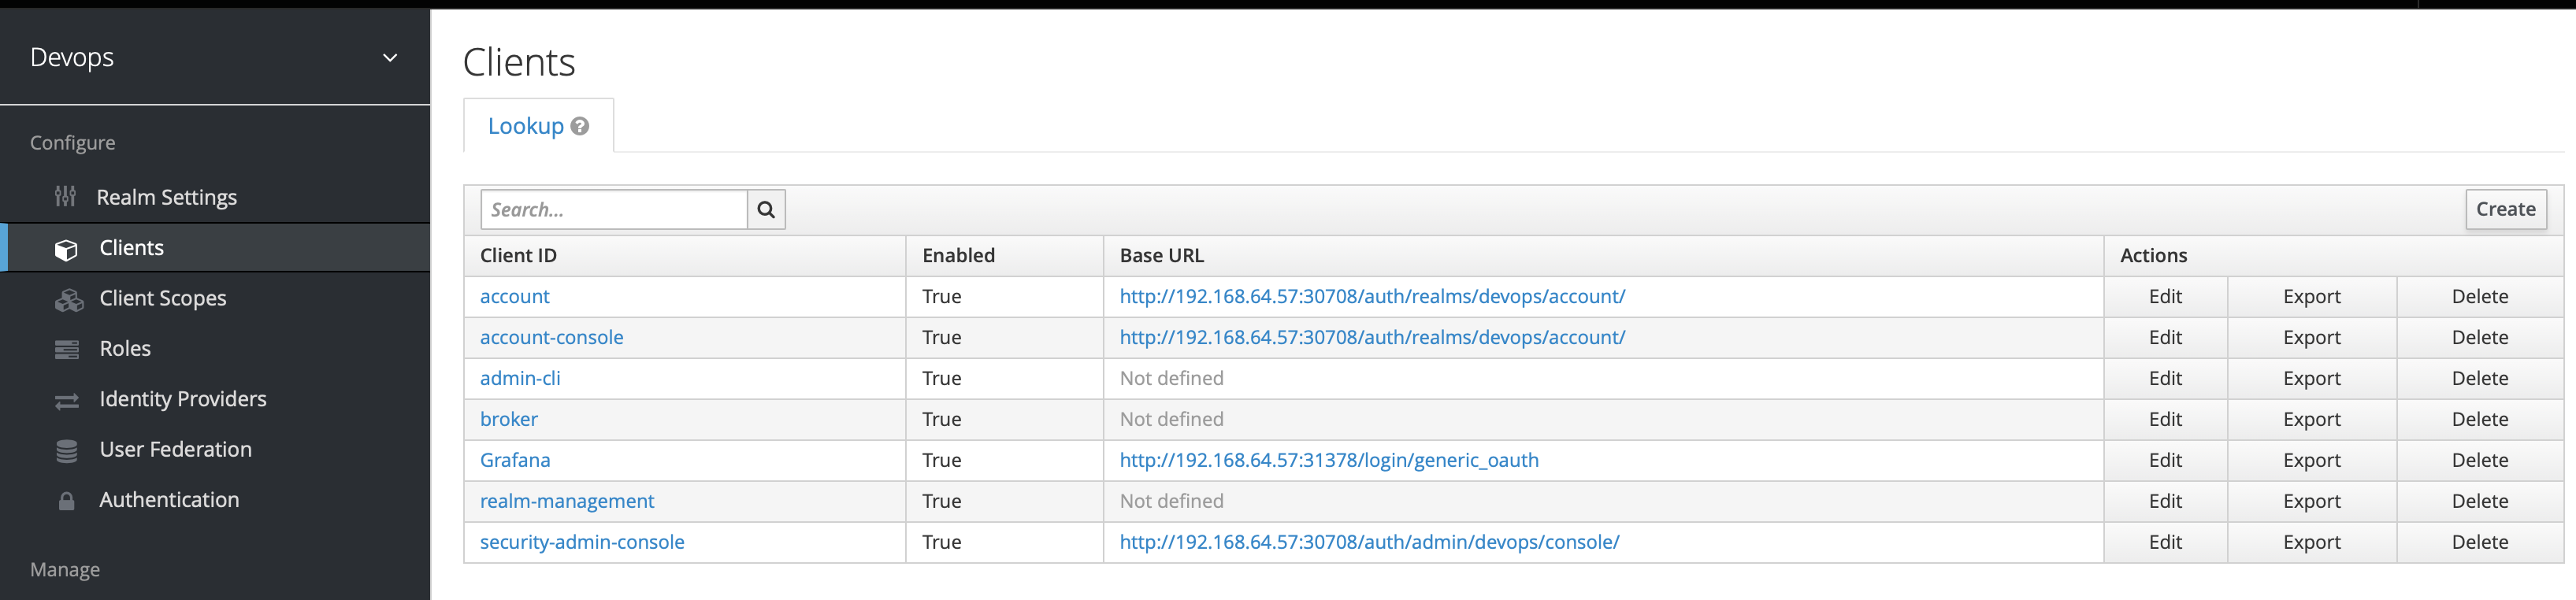 Devops
Configure
Realm Settings
Clients
Client Scopes
Roles
Identity Providers
User Federation
Authentication
Manage
Clients
Lookup ?
Search...
Create
Client ID Enabled Base URL Actions
account True http://192.168.64.57:30708/auth/realms/devops/account/ Edit Export Delete
account-console True http://192.168.64.57:30708/auth/realms/devops/account/ Edit Export Delete
admin-cli True Not defined Edit Export Delete
broker True Not defined Edit Export Delete
Grafana True http://192.168.64.57:31378/login/generic_oauth Edit Export Delete
realm-management True Not defined Edit Export Delete
security-admin-console True http://192.168.64.57:30708/auth/admin/devops/console/ Edit Export Delete